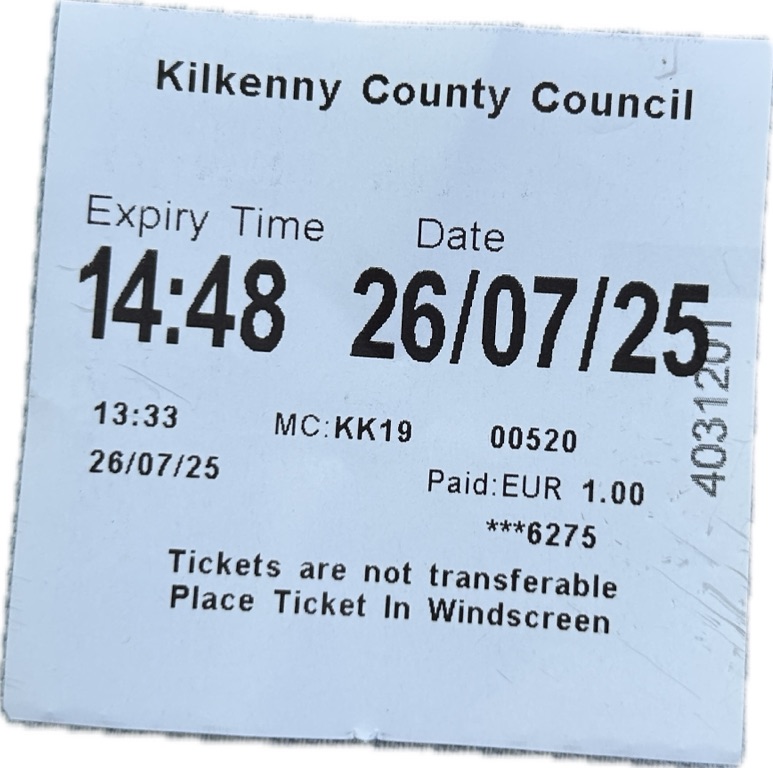 Kilkenny County Council
Expiry Time Date
14:48 26/07/25
13:33 MC:KK19 00520
26/07/25 Paid:EUR 1.00
***6275
Tickets are not transferable
Place Ticket In Windscreen
4031201